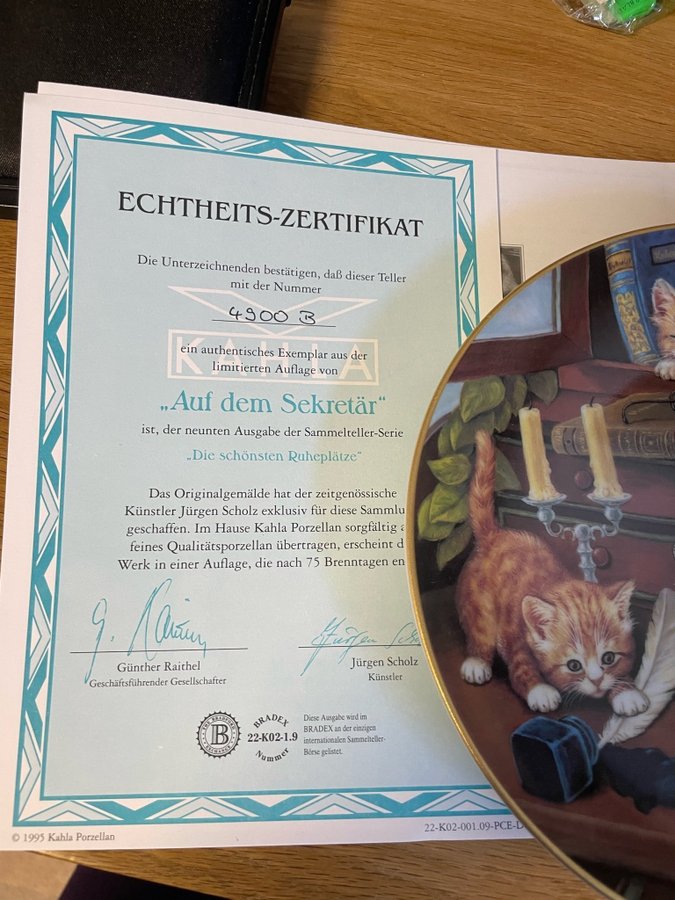 ECHTHEITS-ZERTIFIKAT
Die Unterzeichnenden bestätigen, daß dieser Teller
mit der Nummer
4900 B
KAHLA
ein authentisches Exemplar aus der
limitierten Auflage von
„Auf dem Sekretär“
ist, der neunten Ausgabe der Sammelteller-Serie
„Die schönsten Ruheplätze“
Das Originalgemälde hat der zeitgenössische
Künstler Jürgen Scholz exklusiv für diese Sammlu
geschaffen. Im Hause Kahla Porzellan sorgfältig a
feines Qualitätsporzellan übertragen, erscheint d
Werk in einer Auflage, die nach 75 Brenntagen en
Günther Raithel
Geschäftsführender Gesellschafter
Jürgen Scholz
Künstler
THE BRADFORD EXCHANGE
B
BRADEX
22-K02-1.9
Nummer
Diese Ausgabe wird im
BRADEX an der einzigen
internationalen Sammelteller-
Börse gelistet.
© 1995 Kahla Porzellan
22-K02-001.09-PCE-D